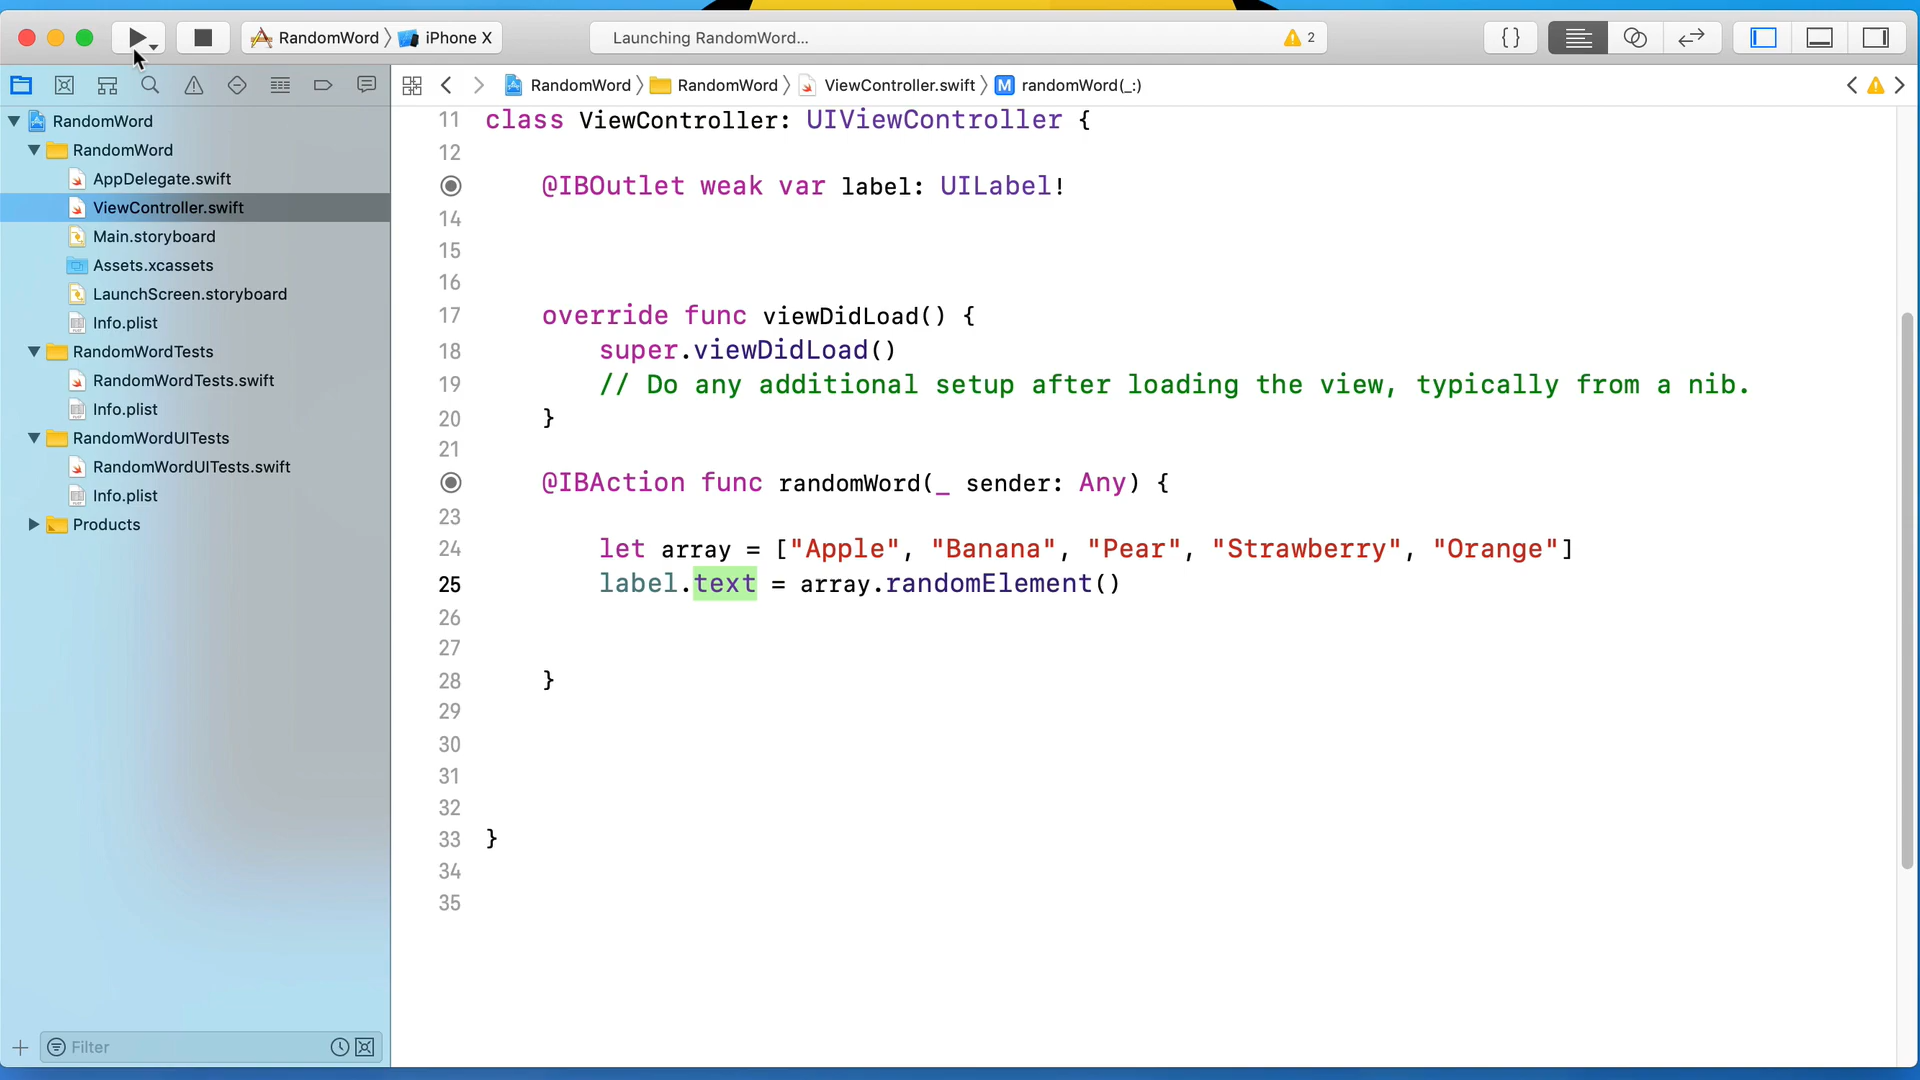 RandomWord 〉 iPhone X
Launching RandomWord...
2
RandomWord 〉 RandomWord 〉 ViewController.swift 〉 M randomWord(_:)
RandomWord
RandomWord
AppDelegate.swift
ViewController.swift
Main.storyboard
Assets.xcassets
LaunchScreen.storyboard
Info.plist
RandomWordTests
RandomWordTests.swift
Info.plist
RandomWordUITests
RandomWordUITests.swift
Info.plist
Products
Filter
11 class ViewController: UIViewController {
12
@IBOutlet weak var label: UILabel!
14
15
16
17 override func viewDidLoad() {
18 super.viewDidLoad()
19 // Do any additional setup after loading the view, typically from a nib.
20 }
21
@IBAction func randomWord(_ sender: Any) {
23
24 let array = ["Apple", "Banana", "Pear", "Strawberry", "Orange"]
25 label.text = array.randomElement()
26
27
28 }
29
30
31
32
33 }
34
35